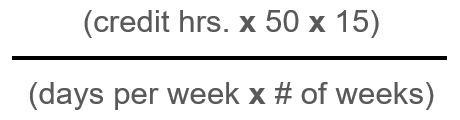 (credit hrs. x 50 x 15)
(days per week x # of weeks)